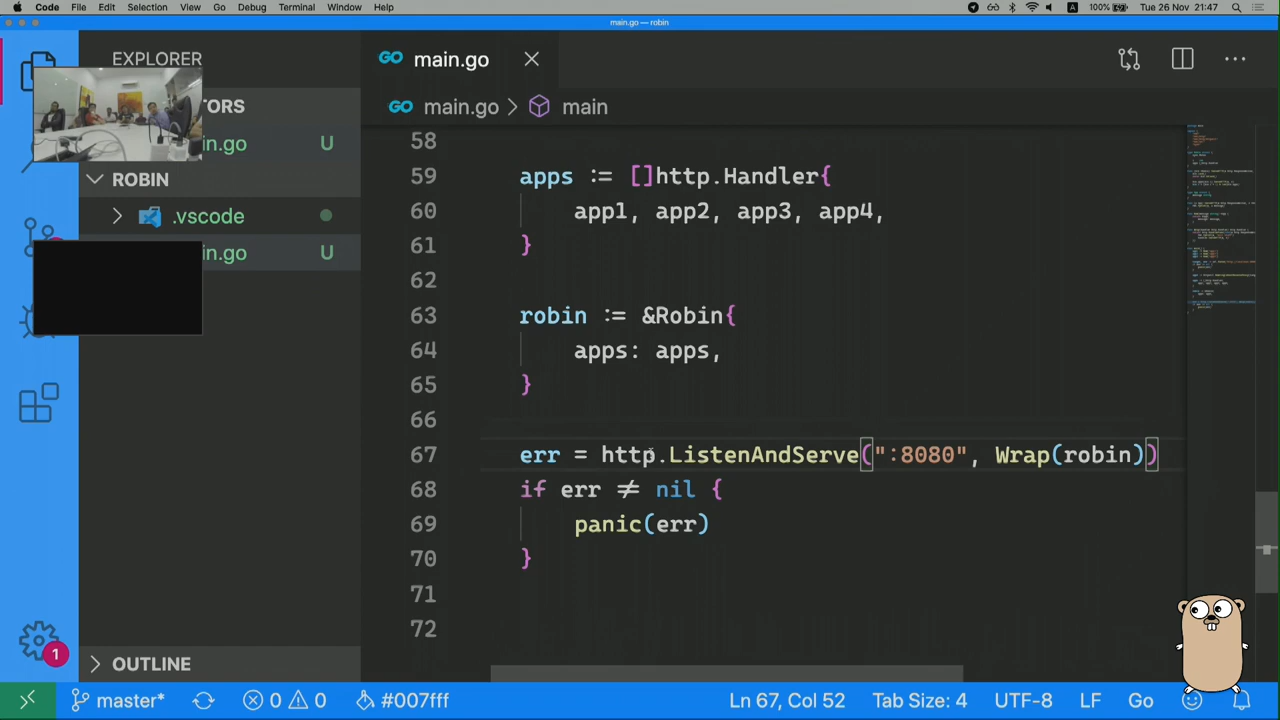 Code File Edit Selection View Go Debug Terminal Window Help
100% Tue 26 Nov 21:47
main.go — robin
EXPLORER
main.go
TORS
main.go > main
in.go U
ROBIN
.vscode
in.go U
58
59 apps := []http.Handler{
60 app1, app2, app3, app4,
61 }
62
63 robin := &Robin{
64 apps: apps,
65 }
66
67 err = http.ListenAndServe(":8080", Wrap(robin))
68 if err ≠ nil {
69 panic(err)
70 }
71
72
OUTLINE
1
master* 0 0 #007fff Ln 67, Col 52 Tab Size: 4 UTF-8 LF Go